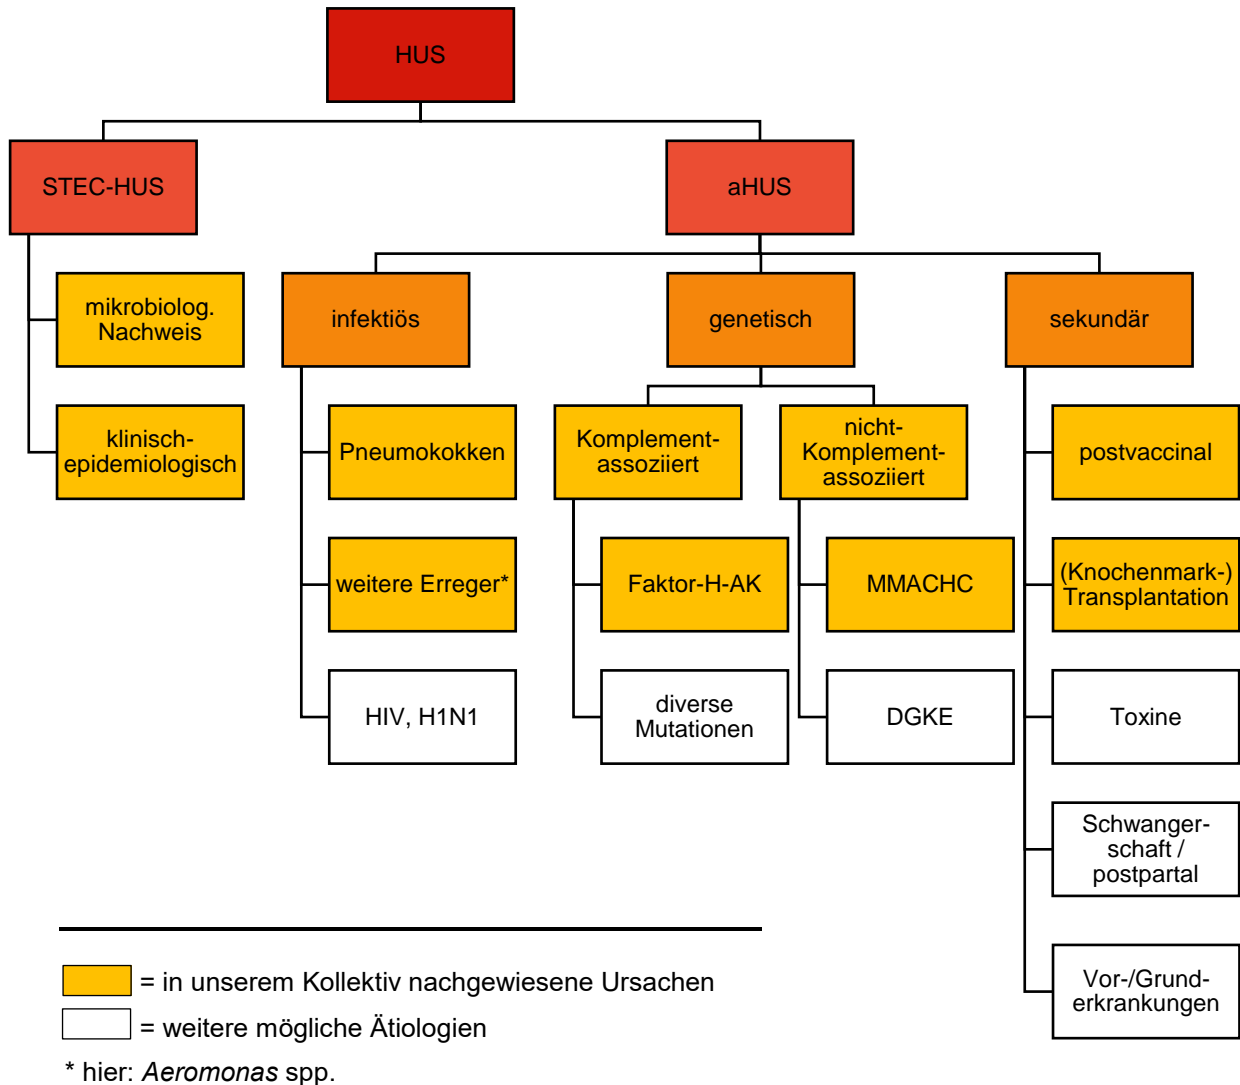 HUS
STEC-HUS
aHUS
mikrobiolog.
Nachweis
infektiös
genetisch
sekundär
klinisch-
epidemiologisch
Pneumokokken
Komplement-
assoziiert
nicht-
Komplement-
assoziiert
postvaccinal
weitere Erreger*
Faktor-H-AK
MMACHC
(Knochenmark-)
Transplantation
HIV, H1N1
diverse
Mutationen
DGKE
Toxine
Schwanger-
schaft /
postpartal
Vor-/Grund-
erkrankungen
= in unserem Kollektiv nachgewiesene Ursachen
= weitere mögliche Ätiologien
* hier: Aeromonas spp.